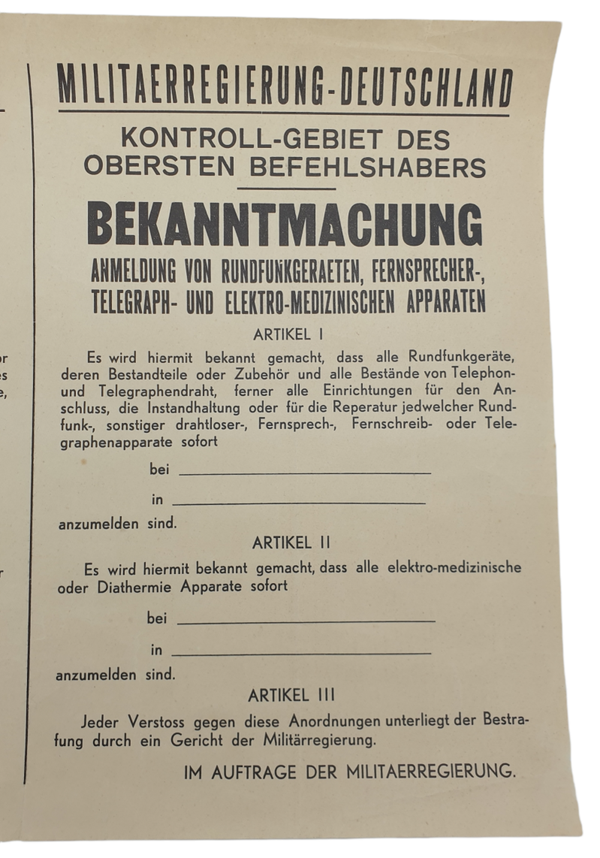 MILITAERREGIERUNG-DEUTSCHLAND
KONTROLL-GEBIET DES
OBERSTEN BEFEHLSHABERS
BEKANNTMACHUNG
ANMELDUNG VON RUNDFUNKGERAETEN, FERNSPRECHER-,
TELEGRAPH- UND ELEKTRO-MEDIZINISCHEN APPARATEN
ARTIKEL I
Es wird hiermit bekannt gemacht, dass alle Rundfunkgeräte,
deren Bestandteile oder Zubehör und alle Bestände von Telephon-
und Telegraphendraht, ferner alle Einrichtungen für den An-
schluss, die Instandhaltung oder für die Reperatur jedwelcher Rund-
funk-, sonstiger drahtloser-, Fernsprech-, Fernschreib- oder Tele-
graphenapparate sofort
bei
in
anzumelden sind.
ARTIKEL II
Es wird hiermit bekannt gemacht, dass alle elektro-medizinische
oder Diathermie Apparate sofort
bei
in
anzumelden sind.
ARTIKEL III
Jeder Verstoss gegen diese Anordnungen unterliegt der Bestra-
fung durch ein Gericht der Militärregierung.
IM AUFTRAGE DER MILITAERREGIERUNG.